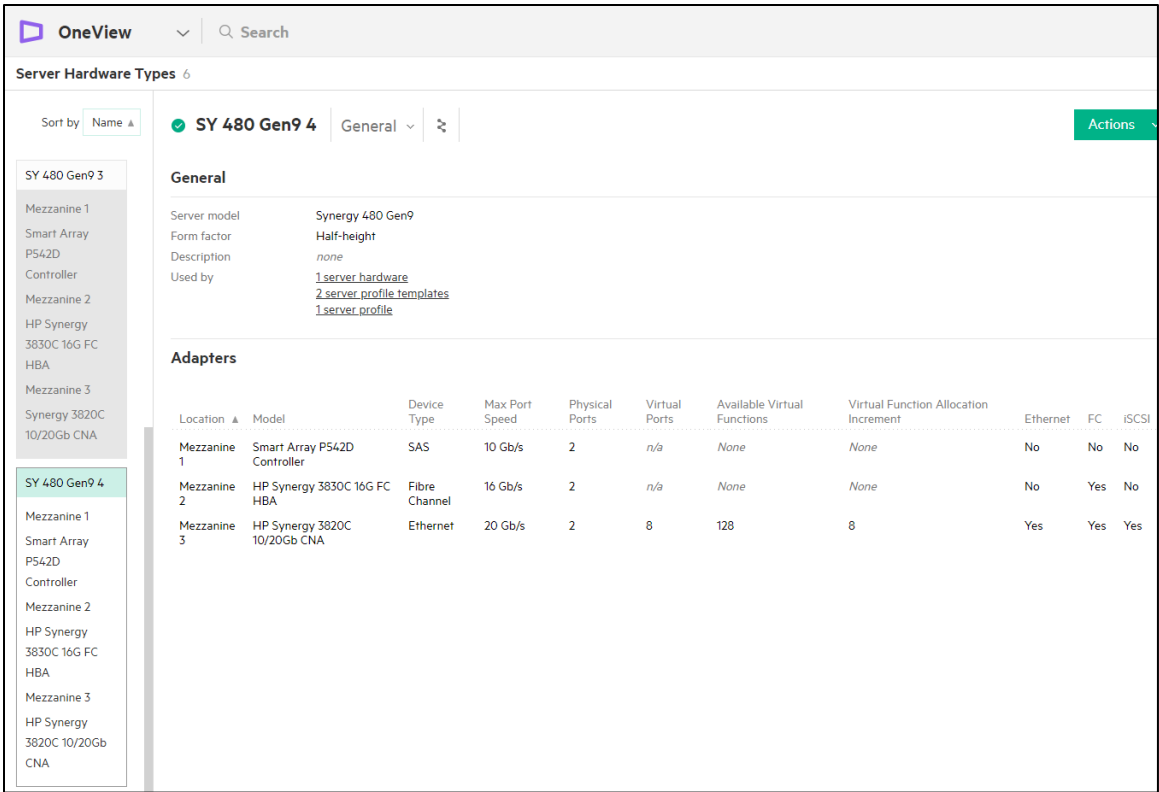 OneView
Search
Server Hardware Types 6
Sort by Name
SY 480 Gen9 3
Mezzanine 1
Smart Array
P542D
Controller
Mezzanine 2
HP Synergy
3830C 16G FC
HBA
Mezzanine 3
Synergy 3820C
10/20Gb CNA
SY 480 Gen9 4
Mezzanine 1
Smart Array
P542D
Controller
Mezzanine 2
HP Synergy
3830C 16G FC
HBA
Mezzanine 3
HP Synergy
3820C 10/20Gb
CNA
SY 480 Gen9 4 General
Actions
General
Server model Synergy 480 Gen9
Form factor Half-height
Description none
Used by 1 server hardware
2 server profile templates
1 server profile
Adapters
Device Max Port Physical Virtual Available Virtual Virtual Function Allocation
Location Model Type Speed Ports Ports Functions Increment Ethernet FC iSCSI
Mezzanine Smart Array P542D SAS 10 Gb/s 2 n/a None None No No No
1 Controller
Mezzanine HP Synergy 3830C 16G FC Fibre 16 Gb/s 2 n/a None None No Yes No
2 HBA Channel
Mezzanine HP Synergy 3820C Ethernet 20 Gb/s 2 8 128 8 Yes Yes Yes
3 10/20Gb CNA